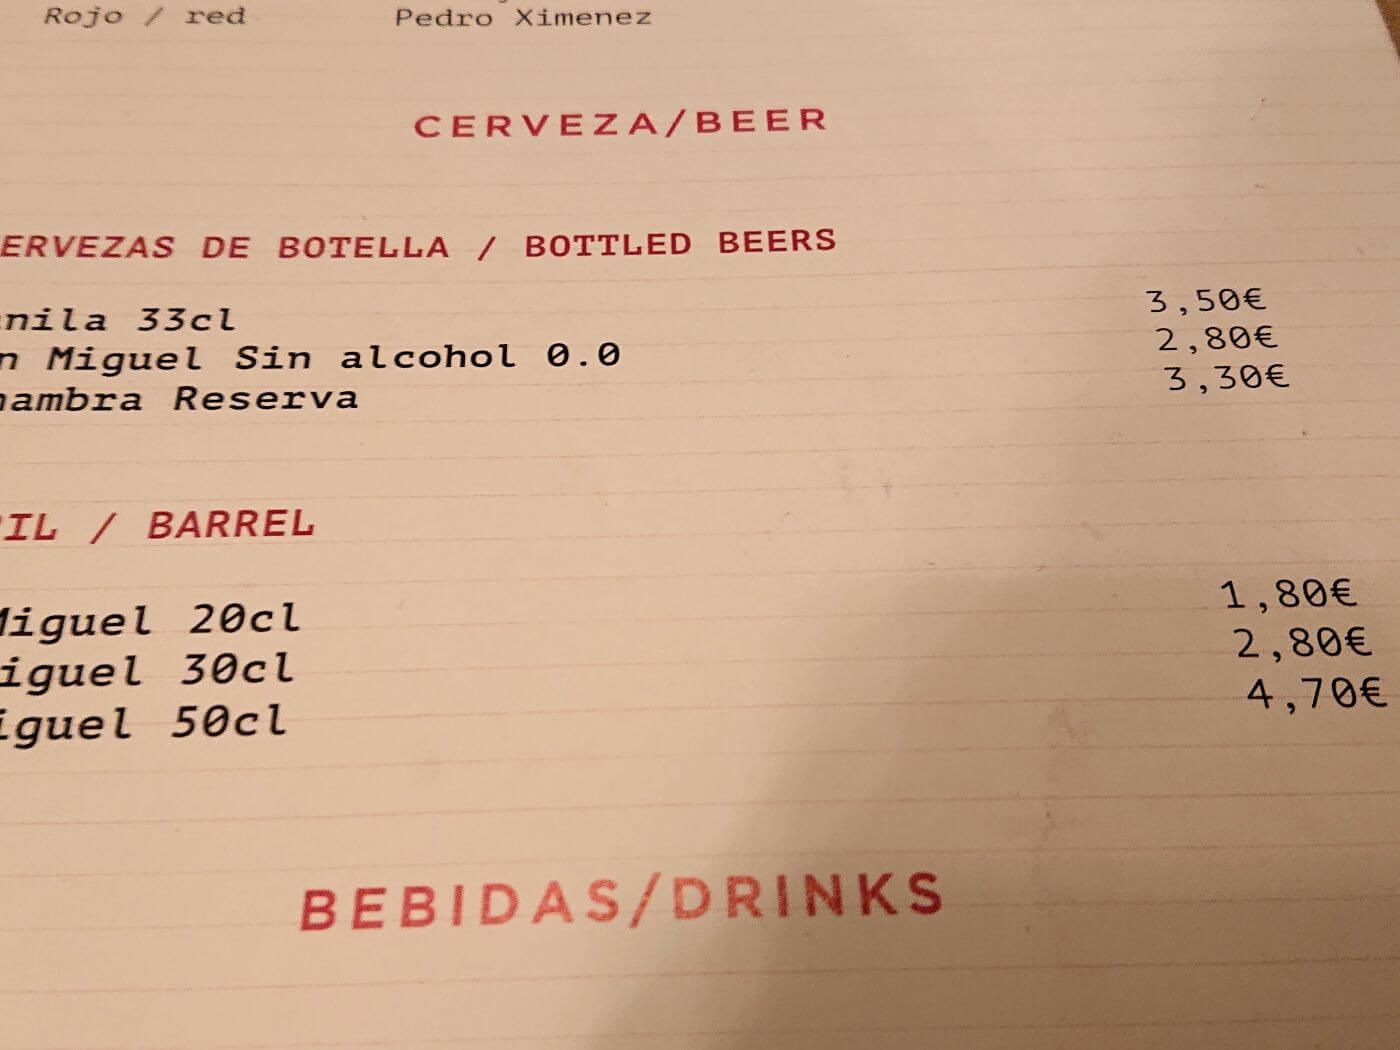 Rojo / red Pedro Ximenez
CERVEZA/BEER
ERVEZAS DE BOTELLA / BOTTLED BEERS
nila 33cl 3,50€
n Miguel Sin alcohol 0.0 2,80€
ambra Reserva 3,30€
IL / BARREL
Miguel 20cl 1,80€
iguel 30cl 2,80€
iguel 50cl 4,70€
BEBIDAS/DRINKS